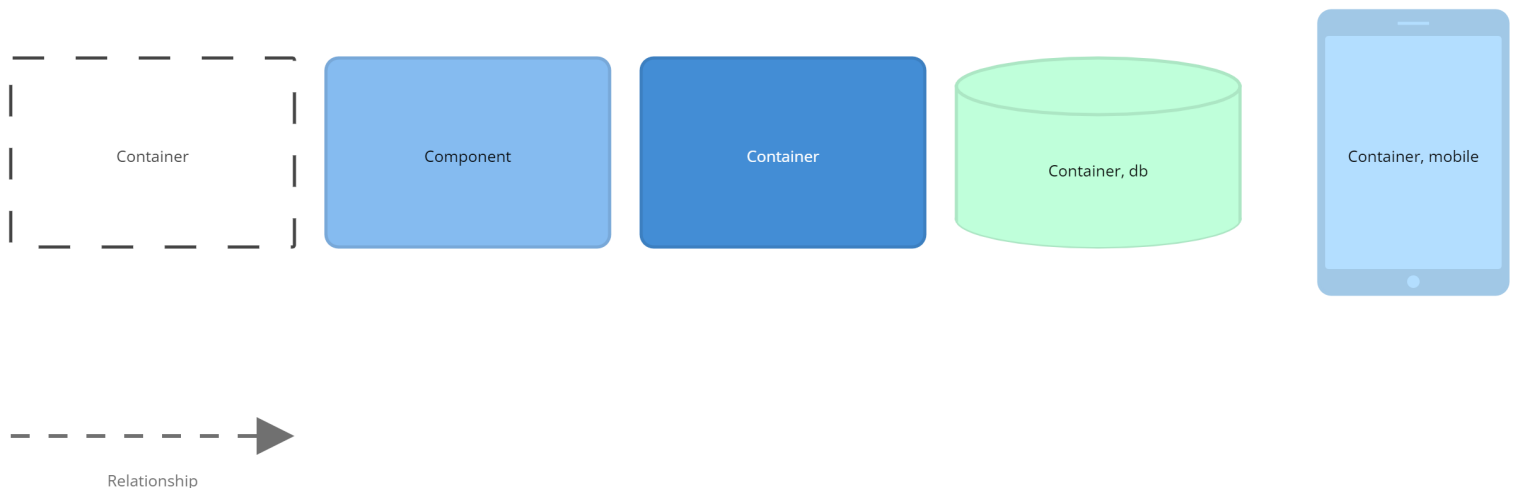 Container
Component
Container
Container, db
Container, mobile
Relationship